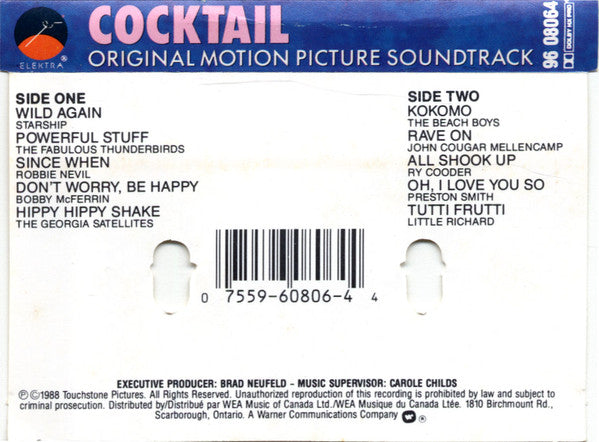 COCKTAIL
ORIGINAL MOTION PICTURE SOUNDTRACK
ELEKTRA®
96 08064
DOLBY HX PRO
SIDE ONE
WILD AGAIN
STARSHIP
POWERFUL STUFF
THE FABULOUS THUNDERBIRDS
SINCE WHEN
ROBBIE NEVIL
DON'T WORRY, BE HAPPY
BOBBY McFERRIN
HIPPY HIPPY SHAKE
THE GEORGIA SATELLITES
SIDE TWO
KOKOMO
THE BEACH BOYS
RAVE ON
JOHN COUGAR MELLENCAMP
ALL SHOOK UP
RY COODER
OH, I LOVE YOU SO
PRESTON SMITH
TUTTI FRUTTI
LITTLE RICHARD
0 7559-60806-4 4
EXECUTIVE PRODUCER: BRAD NEUFELD – MUSIC SUPERVISOR: CAROLE CHILDS
℗©1988 Touchstone Pictures. All Rights Reserved. Unauthorized reproduction of this recording is prohibited by law and subject to
criminal prosecution. Distributed by/Distribué par WEA Music of Canada Ltd./WEA Musique du Canada Ltée. 1810 Birchmount Rd.,
Scarborough, Ontario. A Warner Communications Company